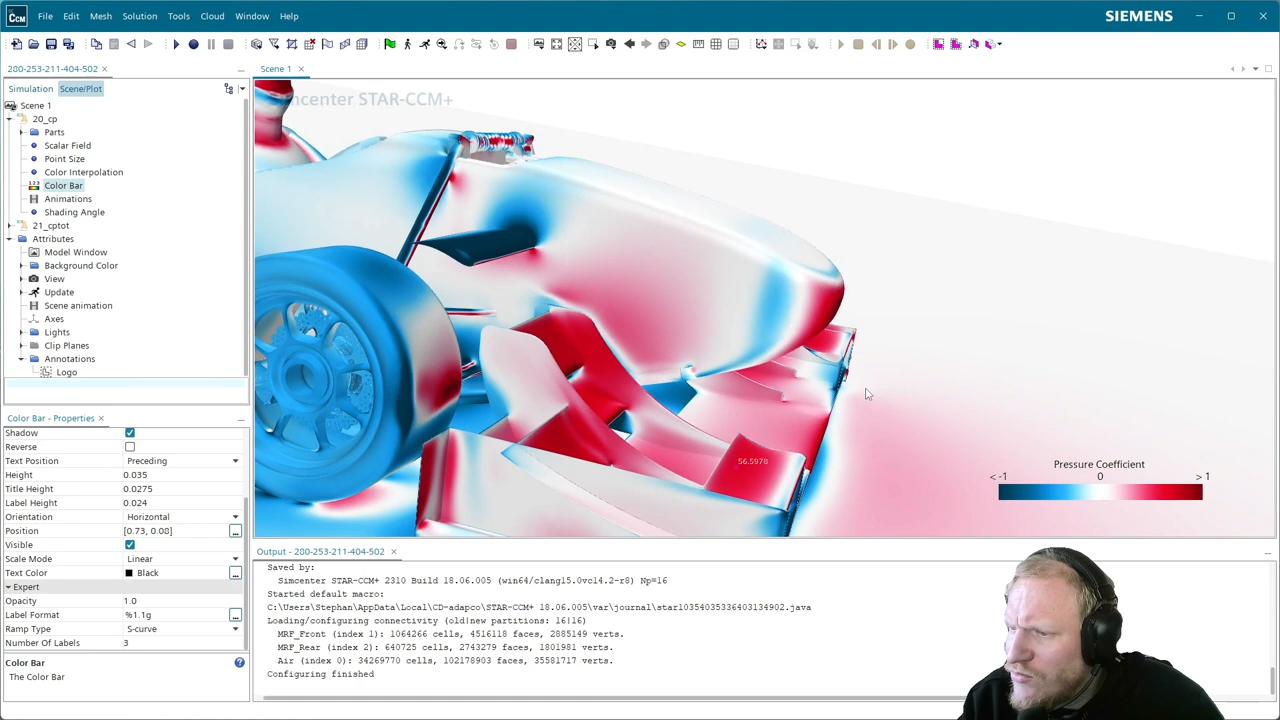 CCM
File Edit Mesh Solution Tools Cloud Window Help
SIEMENS
280-253-211-404-502
Simulation Scene/Plot
Scene 1
20_cp
Parts
Scalar Field
Point Size
Color Interpolation
Color Bar
Animations
Shading Angle
21_cptot
Attributes
Model Window
Background Color
View
Update
Scene animation
Axes
Lights
Clip Planes
Annotations
Logo
Color Bar - Properties
Shadow
Reverse
Text Position Preceding
Height 0.035
Title Height 0.0275
Label Height 0.024
Orientation Horizontal
Position [0.73, 0.08]
Visible
Scale Mode Linear
Text Color Black
Expert
Opacity 1.0
Label Format %1.1g
Ramp Type S-curve
Number Of Labels 3
Color Bar
The Color Bar
Scene 1
ncenter STAR-CCM+
56.5978
Pressure Coefficient
< -1 0 > 1
Output - 280-253-211-404-502
Saved by:
Simcenter STAR-CCM+ 2310 Build 18.06.005 (win64/clang15.0vc14.2-r8) Np=16
Started default macro:
C:\Users\Stephan\AppData\Local\CD-adapco\STAR-CCM+ 18.06.005\var\journal\star10354035336403134902.java
Loading/configuring connectivity (old|new partitions: 16|16)
MRF_Front (index 1): 1064266 cells, 4516118 faces, 2885149 verts.
MRF_Rear (index 2): 640725 cells, 2743279 faces, 1801981 verts.
Air (index 0): 34269770 cells, 102178903 faces, 35581717 verts.
Configuring finished